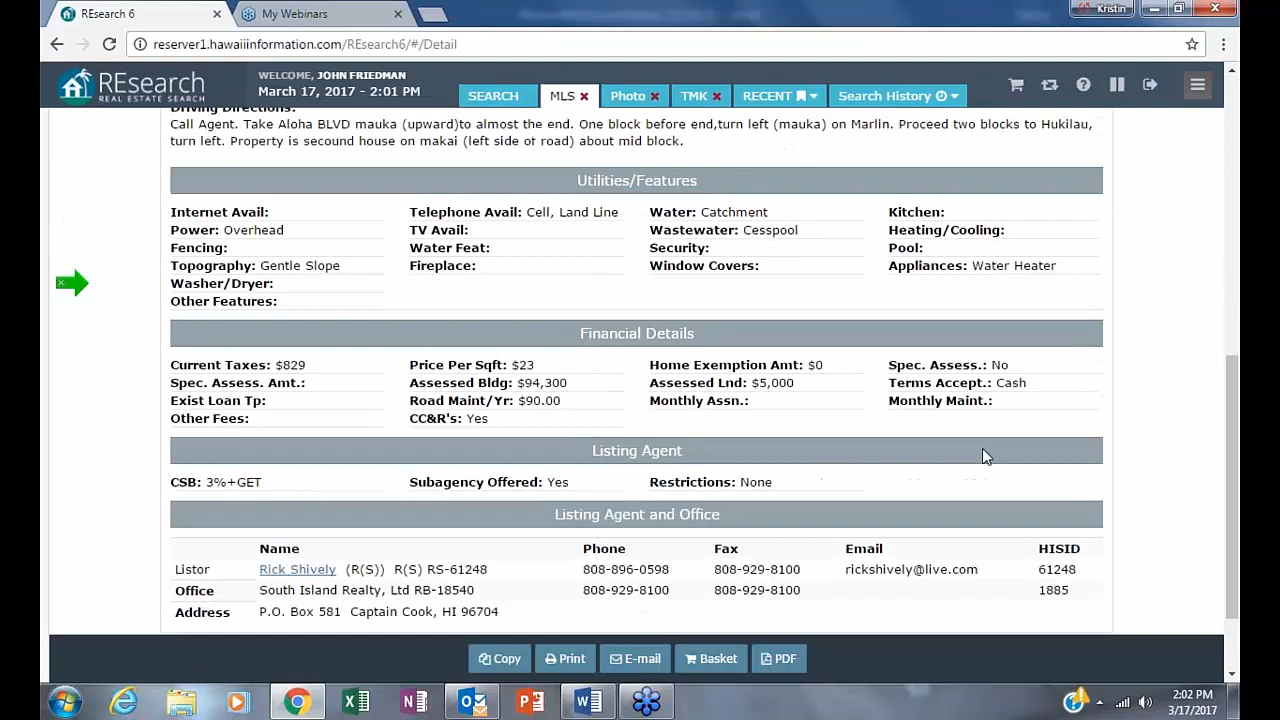 REsearch 6
My Webinars
Kristin
reserver1.hawaiiinformation.com/REsearch6/#/Detail
REsearch
REAL ESTATE SEARCH
WELCOME, JOHN FRIEDMAN
March 17, 2017 - 2:01 PM
SEARCH
MLS
Photo
TMK
RECENT
Search History
Driving Directions:
Call Agent. Take Aloha BLVD mauka (upward)to almost the end. One block before end,turn left (mauka) on Marlin. Proceed two blocks to Hukilau,
turn left. Property is secound house on makai (left side of road) about mid block.
Utilities/Features
Internet Avail: Telephone Avail: Cell, Land Line Water: Catchment Kitchen:
Power: Overhead TV Avail: Wastewater: Cesspool Heating/Cooling:
Fencing: Water Feat: Security: Pool:
Topography: Gentle Slope Fireplace: Window Covers: Appliances: Water Heater
Washer/Dryer:
Other Features:
Financial Details
Current Taxes: $829 Price Per Sqft: $23 Home Exemption Amt: $0 Spec. Assess.: No
Spec. Assess. Amt.: Assessed Bldg: $94,300 Assessed Lnd: $5,000 Terms Accept.: Cash
Exist Loan Tp: Road Maint/Yr: $90.00 Monthly Assn.: Monthly Maint.:
Other Fees: CC&R's: Yes
Listing Agent
CSB: 3%+GET Subagency Offered: Yes Restrictions: None
Listing Agent and Office
Name Phone Fax Email HISID
Listor Rick Shively (R(S)) R(S) RS-61248 808-896-0598 808-929-8100 rickshively@live.com 61248
Office South Island Realty, Ltd RB-18540 808-929-8100 808-929-8100 1885
Address P.O. Box 581 Captain Cook, HI 96704
Copy
Print
E-mail
Basket
PDF
2:02 PM
3/17/2017